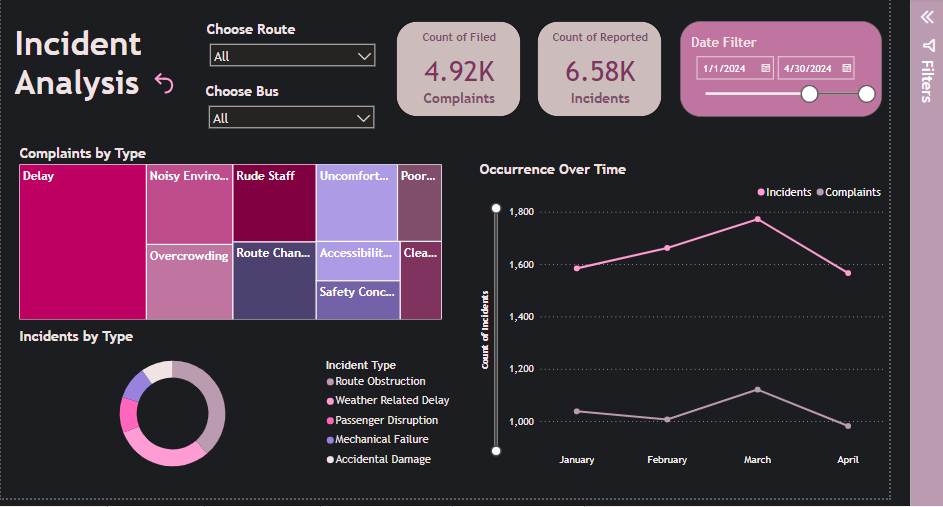 Incident
Analysis
Choose Route
All
Choose Bus
All
Count of Filed
4.92K
Complaints
Count of Reported
6.58K
Incidents
Date Filter
1/1/2024
4/30/2024
Filters
Complaints by Type
Delay
Noisy Enviro...
Overcrowding
Rude Staff
Route Chan...
Uncomfort...
Accessibilit...
Safety Conc...
Poor...
Clea...
Incidents by Type
Incident Type
Route Obstruction
Weather Related Delay
Passenger Disruption
Mechanical Failure
Accidental Damage
Occurrence Over Time
Incidents
Complaints
Count of Incidents
1,800
1,600
1,400
1,200
1,000
January
February
March
April